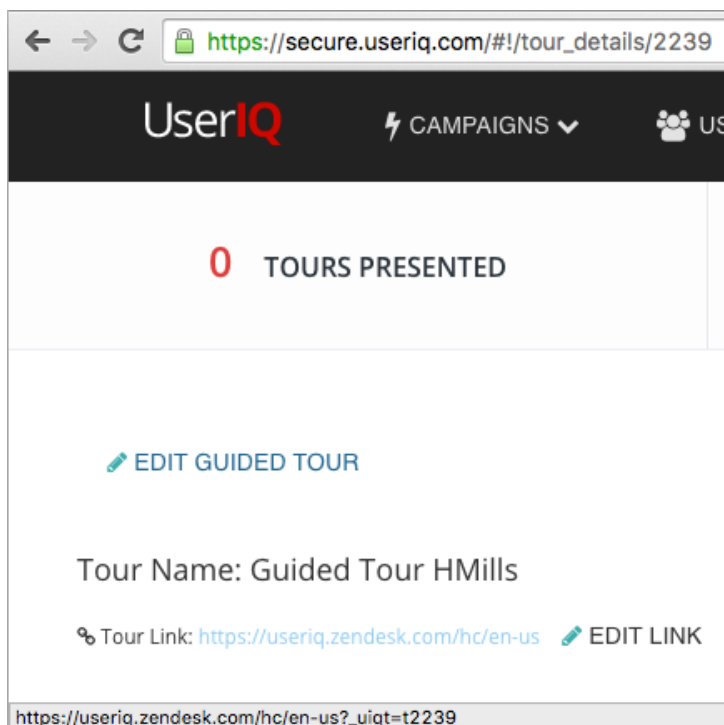 https://secure.useriq.com/#!/tour_details/2239
UserIQ CAMPAIGNS US
0 TOURS PRESENTED
EDIT GUIDED TOUR
Tour Name: Guided Tour HMills
Tour Link: https://useriq.zendesk.com/hc/en-us EDIT LINK
https://useriq.zendesk.com/hc/en-us?_uigt=t2239